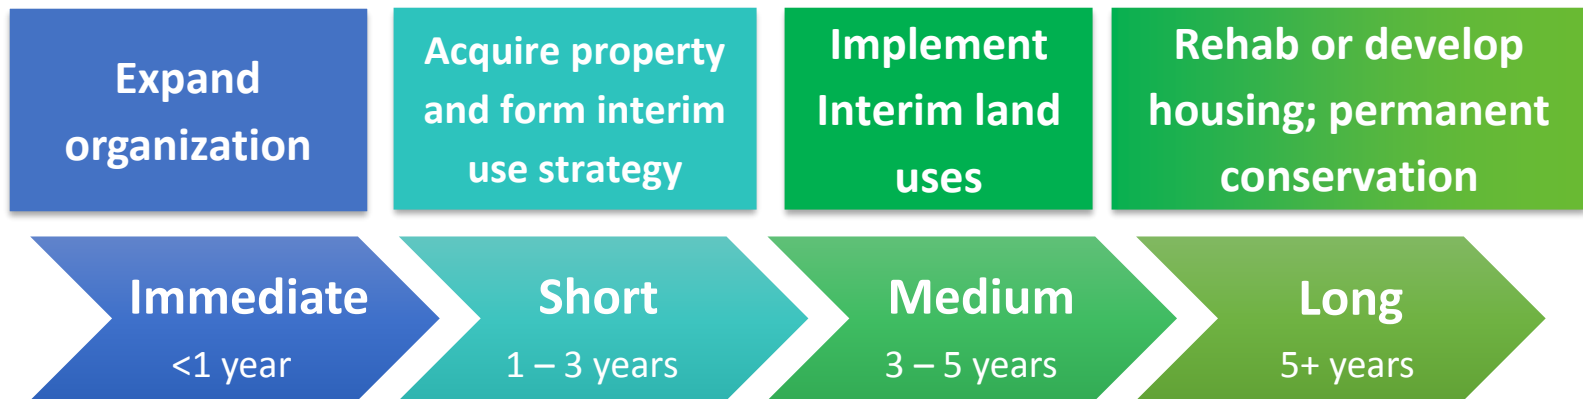 Expand
organization
Acquire property
and form interim
use strategy
Implement
Interim land
uses
Rehab or develop
housing; permanent
conservation
Immediate
<1 year
Short
1 – 3 years
Medium
3 – 5 years
Long
5+ years